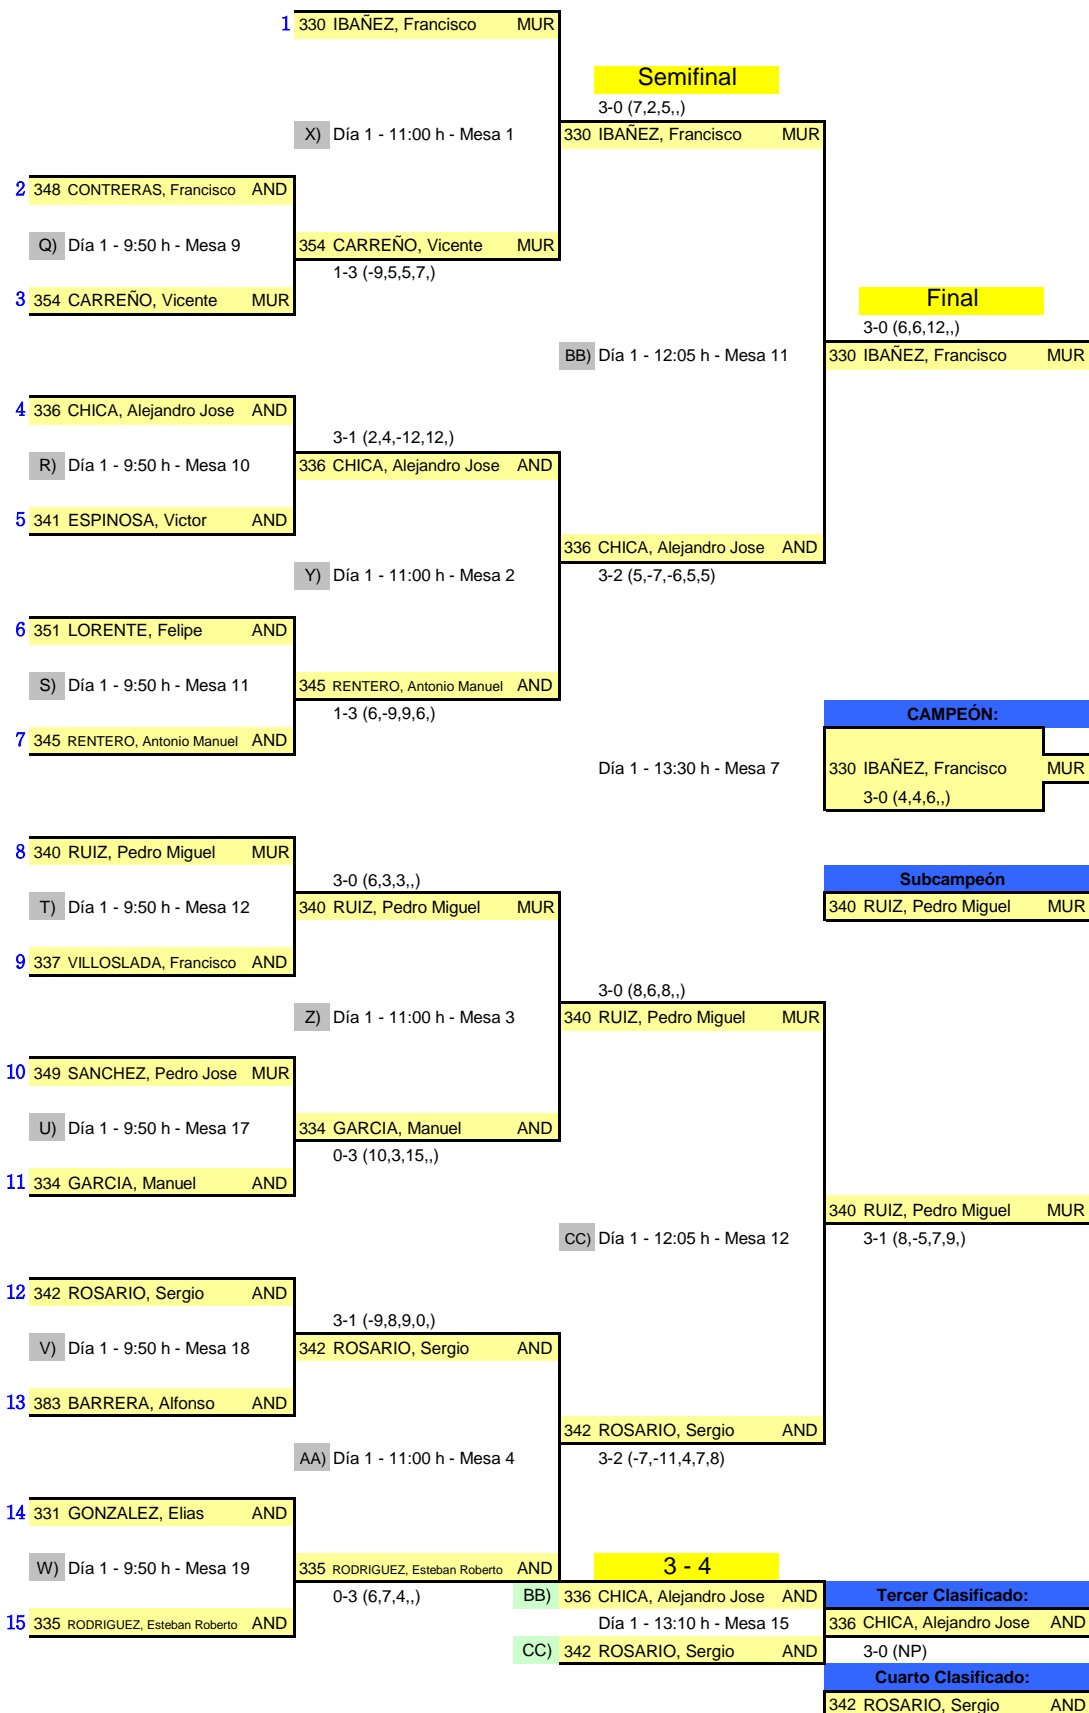 1 330 IBAÑEZ, Francisco MUR
Semifinal
3-0 (7,2,5,,)
X) Día 1 - 11:00 h - Mesa 1
330 IBAÑEZ, Francisco MUR
2 348 CONTRERAS, Francisco AND
Q) Día 1 - 9:50 h - Mesa 9
354 CARREÑO, Vicente MUR
1-3 (-9,5,5,7,)
3 354 CARREÑO, Vicente MUR
Final
3-0 (6,6,12,,)
BB) Día 1 - 12:05 h - Mesa 11
330 IBAÑEZ, Francisco MUR
4 336 CHICA, Alejandro Jose AND
3-1 (2,4,-12,12,)
R) Día 1 - 9:50 h - Mesa 10
336 CHICA, Alejandro Jose AND
5 341 ESPINOSA, Victor AND
336 CHICA, Alejandro Jose AND
Y) Día 1 - 11:00 h - Mesa 2
3-2 (5,-7,-6,5,5)
6 351 LORENTE, Felipe AND
S) Día 1 - 9:50 h - Mesa 11
345 RENTERO, Antonio Manuel AND
1-3 (6,-9,9,6,)
CAMPEÓN:
7 345 RENTERO, Antonio Manuel AND
Día 1 - 13:30 h - Mesa 7
330 IBAÑEZ, Francisco MUR
3-0 (4,4,6,,)
8 340 RUIZ, Pedro Miguel MUR
3-0 (6,3,3,,)
Subcampeón
T) Día 1 - 9:50 h - Mesa 12
340 RUIZ, Pedro Miguel MUR
340 RUIZ, Pedro Miguel MUR
9 337 VILLOSLADA, Francisco AND
3-0 (8,6,8,,)
Z) Día 1 - 11:00 h - Mesa 3
340 RUIZ, Pedro Miguel MUR
10 349 SANCHEZ, Pedro Jose MUR
U) Día 1 - 9:50 h - Mesa 17
334 GARCIA, Manuel AND
0-3 (10,3,15,,)
11 334 GARCIA, Manuel AND
340 RUIZ, Pedro Miguel MUR
CC) Día 1 - 12:05 h - Mesa 12
3-1 (8,-5,7,9,)
12 342 ROSARIO, Sergio AND
3-1 (-9,8,9,0,)
V) Día 1 - 9:50 h - Mesa 18
342 ROSARIO, Sergio AND
13 383 BARRERA, Alfonso AND
342 ROSARIO, Sergio AND
AA) Día 1 - 11:00 h - Mesa 4
3-2 (-7,-11,4,7,8)
14 331 GONZALEZ, Elias AND
W) Día 1 - 9:50 h - Mesa 19
335 RODRIGUEZ, Esteban Roberto AND
3 - 4
0-3 (6,7,4,,)
BB) 336 CHICA, Alejandro Jose AND
Tercer Clasificado:
15 335 RODRIGUEZ, Esteban Roberto AND
Día 1 - 13:10 h - Mesa 15
336 CHICA, Alejandro Jose AND
CC) 342 ROSARIO, Sergio AND
3-0 (NP)
Cuarto Clasificado:
342 ROSARIO, Sergio AND